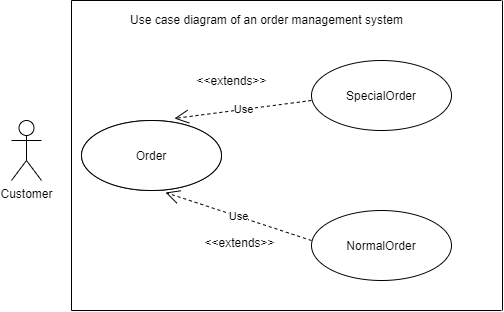 Use case diagram of an order management system
<<extends>>
SpecialOrder
Use
Order
Customer
Use
<<extends>>
NormalOrder